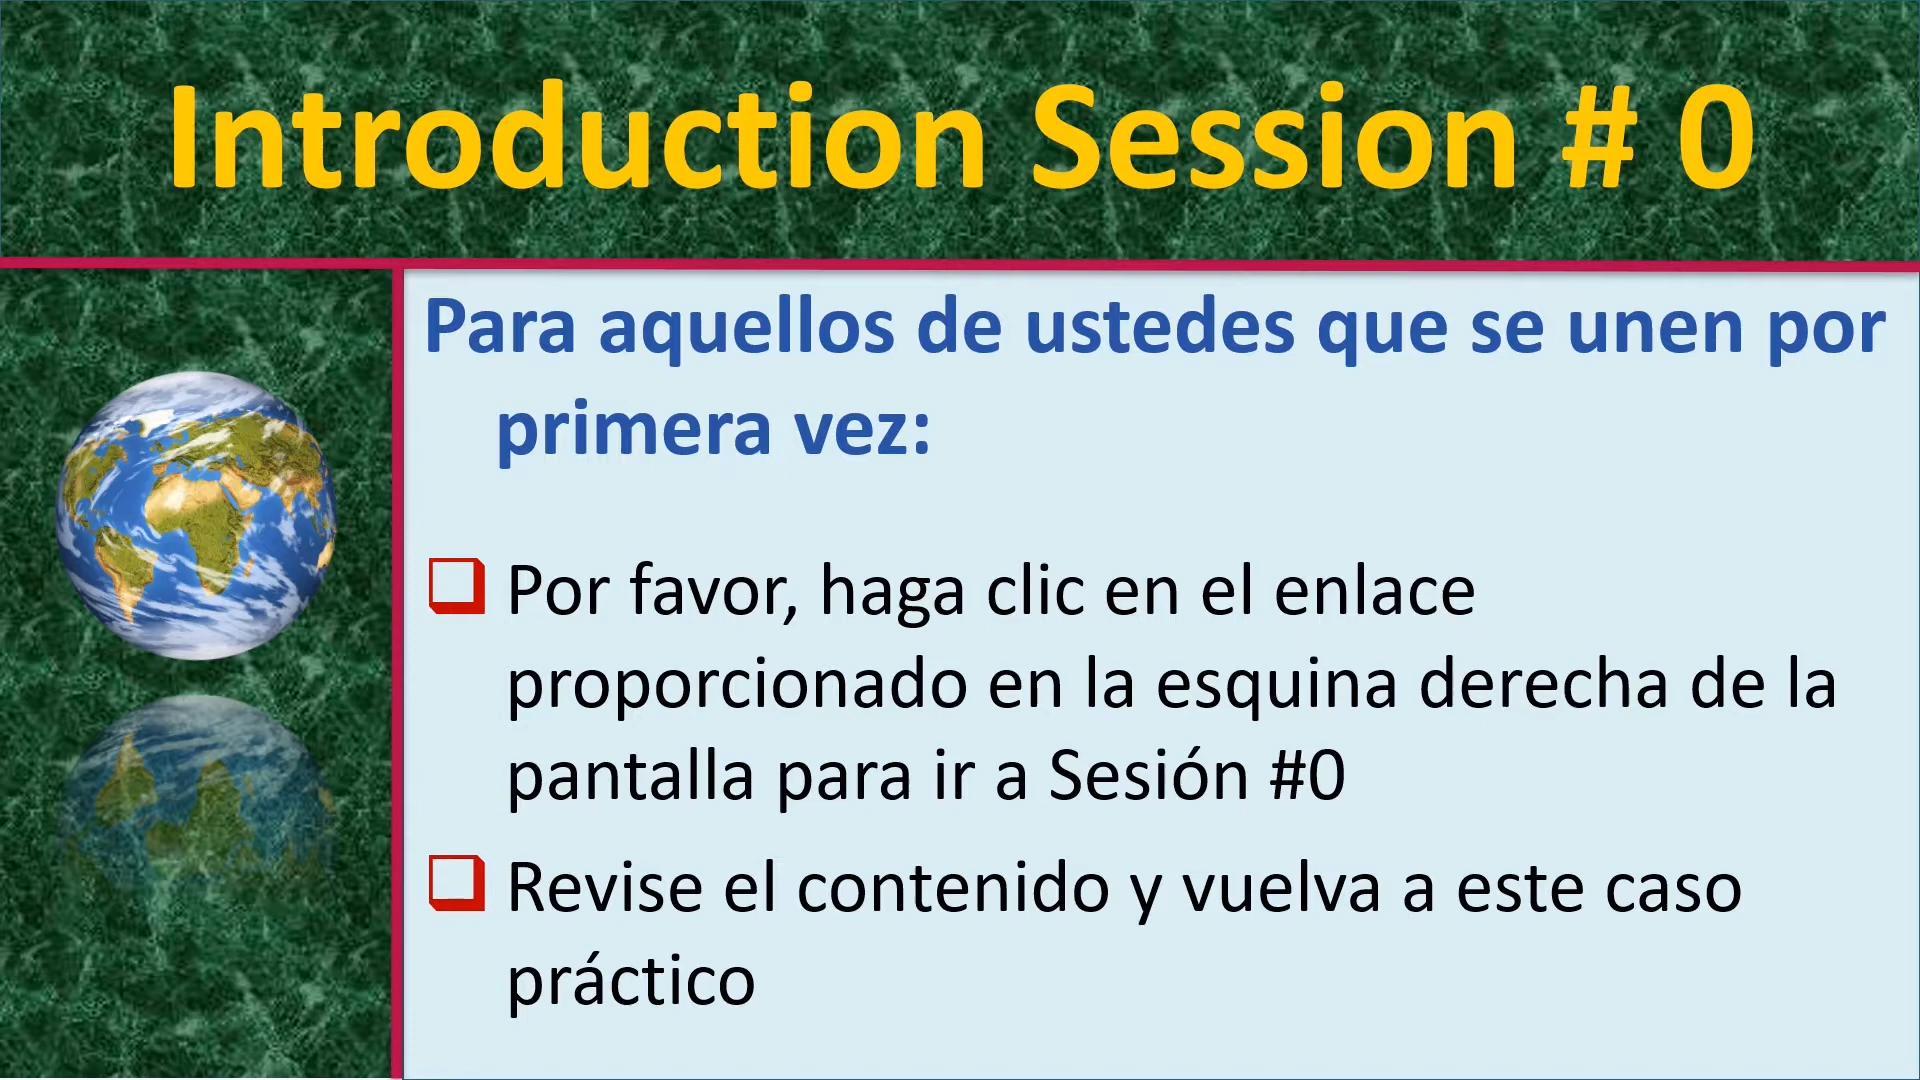 Introduction Session # 0
Para aquellos de ustedes que se unen por
primera vez:
Por favor, haga clic en el enlace
proporcionado en la esquina derecha de la
pantalla para ir a Sesión #0
Revise el contenido y vuelva a este caso
práctico